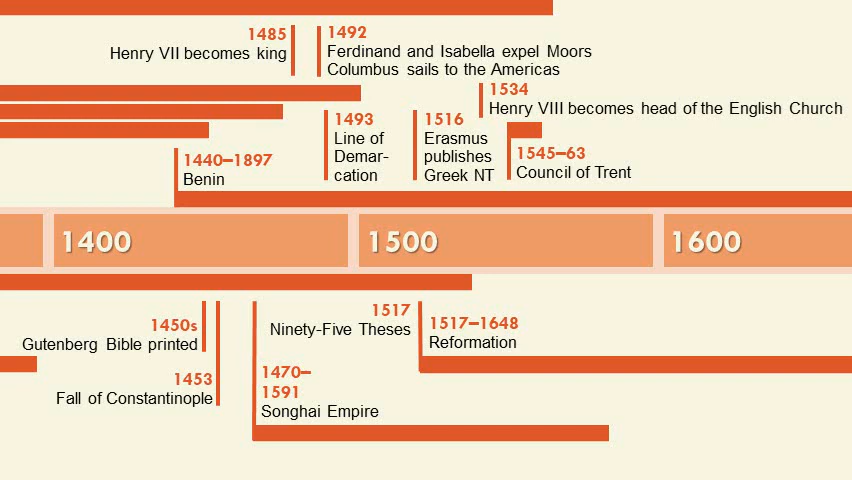 1485
Henry VII becomes king
1492
Ferdinand and Isabella expel Moors
Columbus sails to the Americas
1534
Henry VIII becomes head of the English Church
1493
Line of
Demar-
cation
1516
Erasmus
publishes
Greek NT
1545–63
Council of Trent
1440–1897
Benin
1400
1500
1600
1450s
Gutenberg Bible printed
1453
Fall of Constantinople
1470–
1591
Songhai Empire
1517
Ninety-Five Theses
1517–1648
Reformation